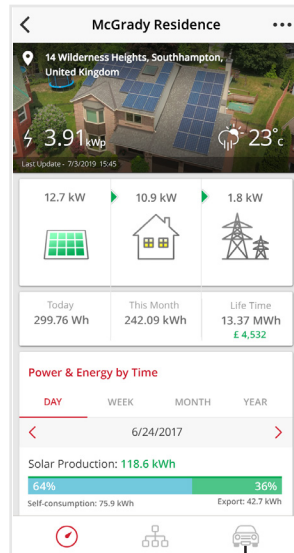 McGrady Residence
14 Wilderness Heights, Southhampton,
United Kingdom
3.91kWp
23°c
Last Update - 7/3/2019 15:45
12.7 kW
10.9 kW
1.8 kW
Today
This Month
Life Time
299.76 Wh
242.09 kWh
13.37 MWh
£ 4,532
Power & Energy by Time
DAY
WEEK
MONTH
YEAR
6/24/2017
Solar Production: 118.6 kWh
64%
36%
Self-consumption: 75.9 kWh
Export: 42.7 kWh